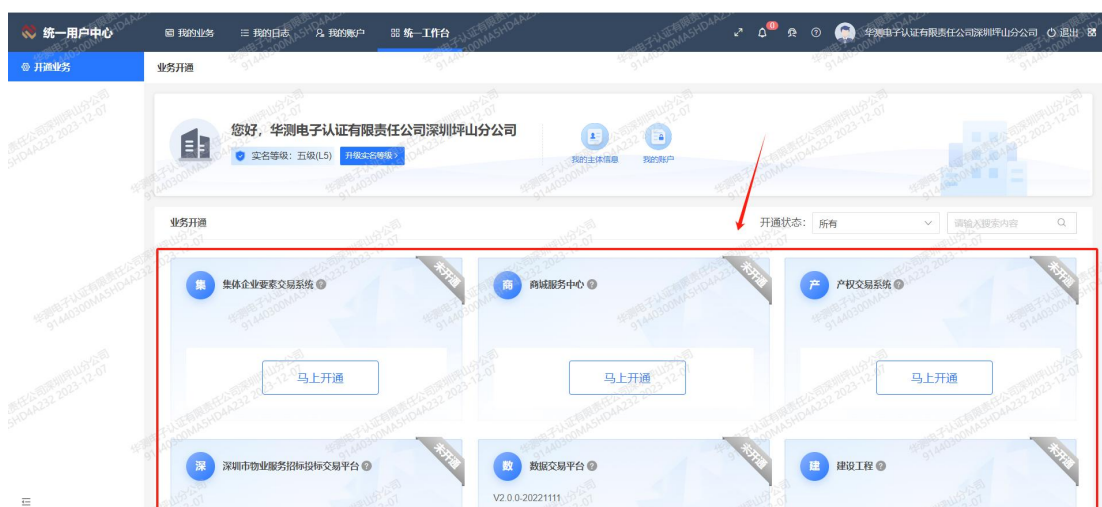 统一用户中心 我的业务 我的日志 我的账户 统一工作台 0 华测电子认证有限责任公司深圳坪山分公司 退出
开通业务 业务开通
您好，华测电子认证有限责任公司深圳坪山分公司
实名等级：五级(L5) 升级实名等级>
我的主体信息 我的账户
业务开通 开通状态： 所有 请输入搜索内容
集 集体企业要素交易系统 未开通 商 商城服务中心 未开通 产 产权交易系统 未开通
马上开通 马上开通 马上开通
深 深圳市物业服务招标投标交易平台 未开通 数 数据交易平台 未开通 建 建设工程 未开通
V2.0.0-20221111